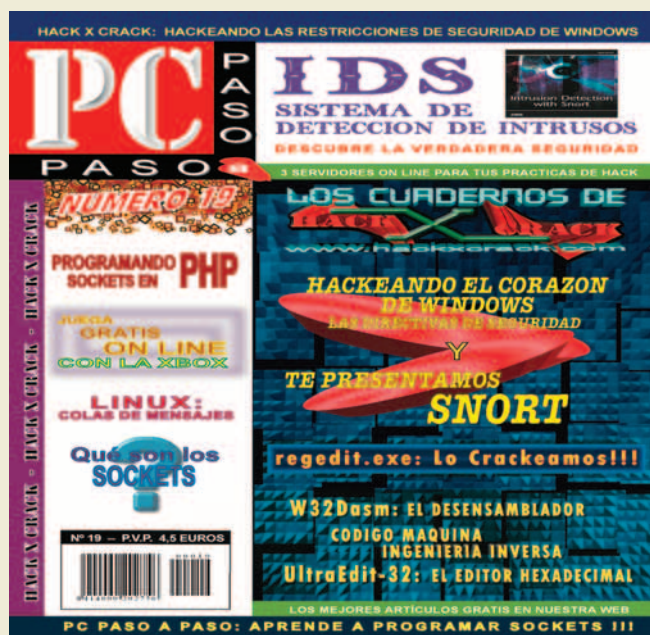 HACK X CRACK: HACKEANDO LAS RESTRICCIONES DE SEGURIDAD DE WINDOWS
PC
PASO
PASO a
IDS
SISTEMA DE
DETECCION DE INTRUSOS
DESCUBRE LA VERDADERA SEGURIDAD
Intrusion Detection
with Snort
3 SERVIDORES ON LINE PARA TUS PRACTICAS DE HACK
HACK X CRACK - HACK X CRACK - HACK X CRACK
NUMERO 19
PROGRAMANDO
SOCKETS EN PHP
JUEGA
GRATIS
ON LINE
CON LA XBOX
LINUX:
COLAS DE MENSAJES
Qué son los
SOCKETS
?
Nº 19 – P.V.P. 4,5 EUROS
LOS CUADERNOS DE
HACK X CRACK
www.hackxcrack.com
HACKEANDO EL CORAZON
DE WINDOWS
LAS DIRECTIVAS DE SEGURIDAD
Y
TE PRESENTAMOS
SNORT
regedit.exe: Lo Crackeamos!!!
W32Dasm: EL DESENSAMBLADOR
CODIGO MAQUINA
INGENIERIA INVERSA
UltraEdit-32: EL EDITOR HEXADECIMAL
LOS MEJORES ARTÍCULOS GRATIS EN NUESTRA WEB
PC PASO A PASO: APRENDE A PROGRAMAR SOCKETS !!!